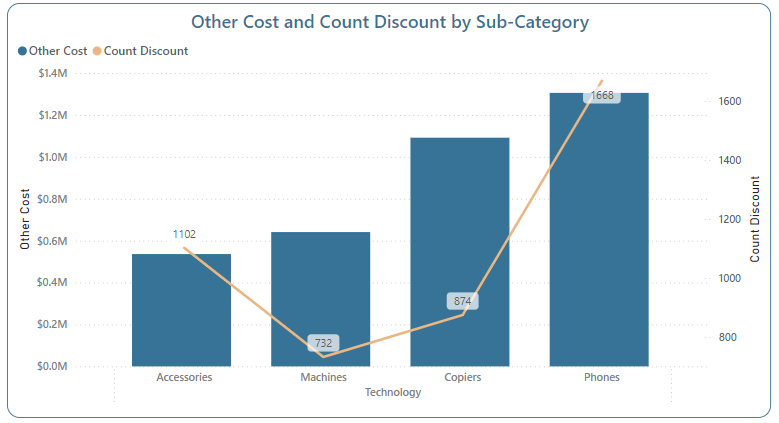 Other Cost and Count Discount by Sub-Category
Other Cost Count Discount
$1.4M
$1.2M
$1.0M
$0.8M
$0.6M
$0.4M
$0.2M
$0.0M
Other Cost
1102
732
874
1668
1600
1400
1200
1000
800
Count Discount
Accessories Machines Copiers Phones
Technology